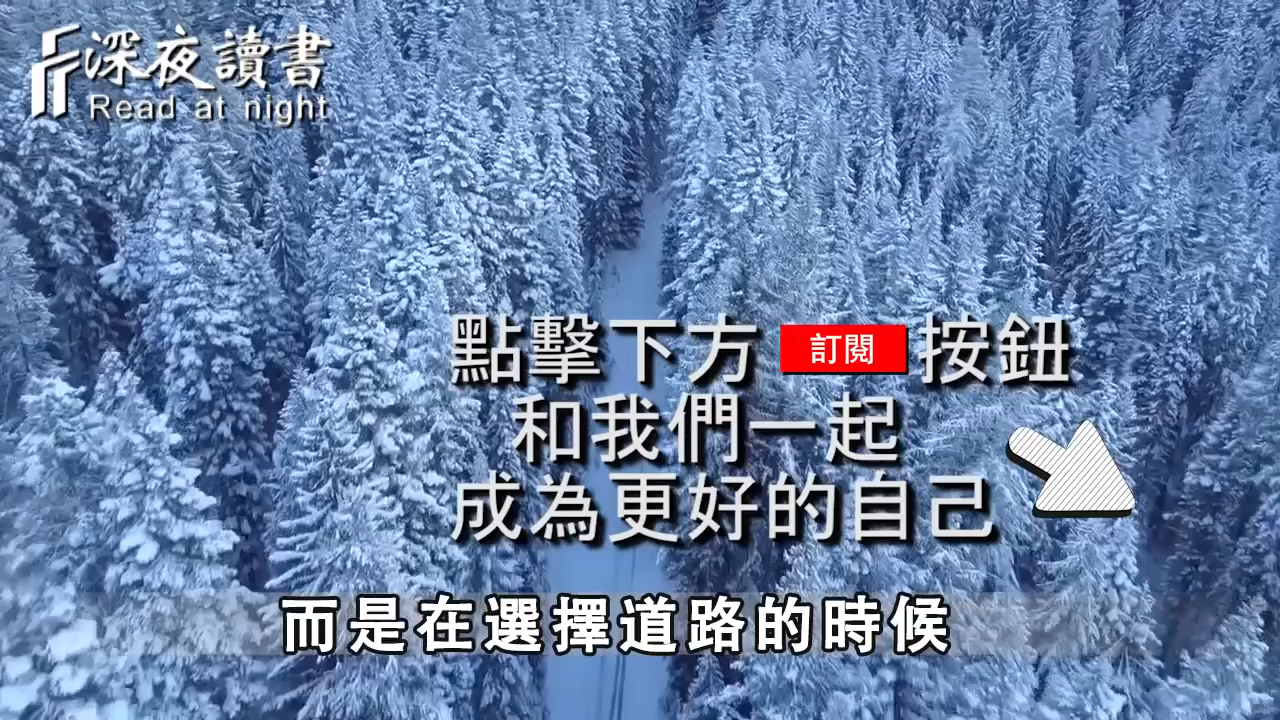 深夜讀書
Read at night
點擊下方 訂閱 按鈕
和我們一起
成為更好的自己
而是在選擇道路的時候